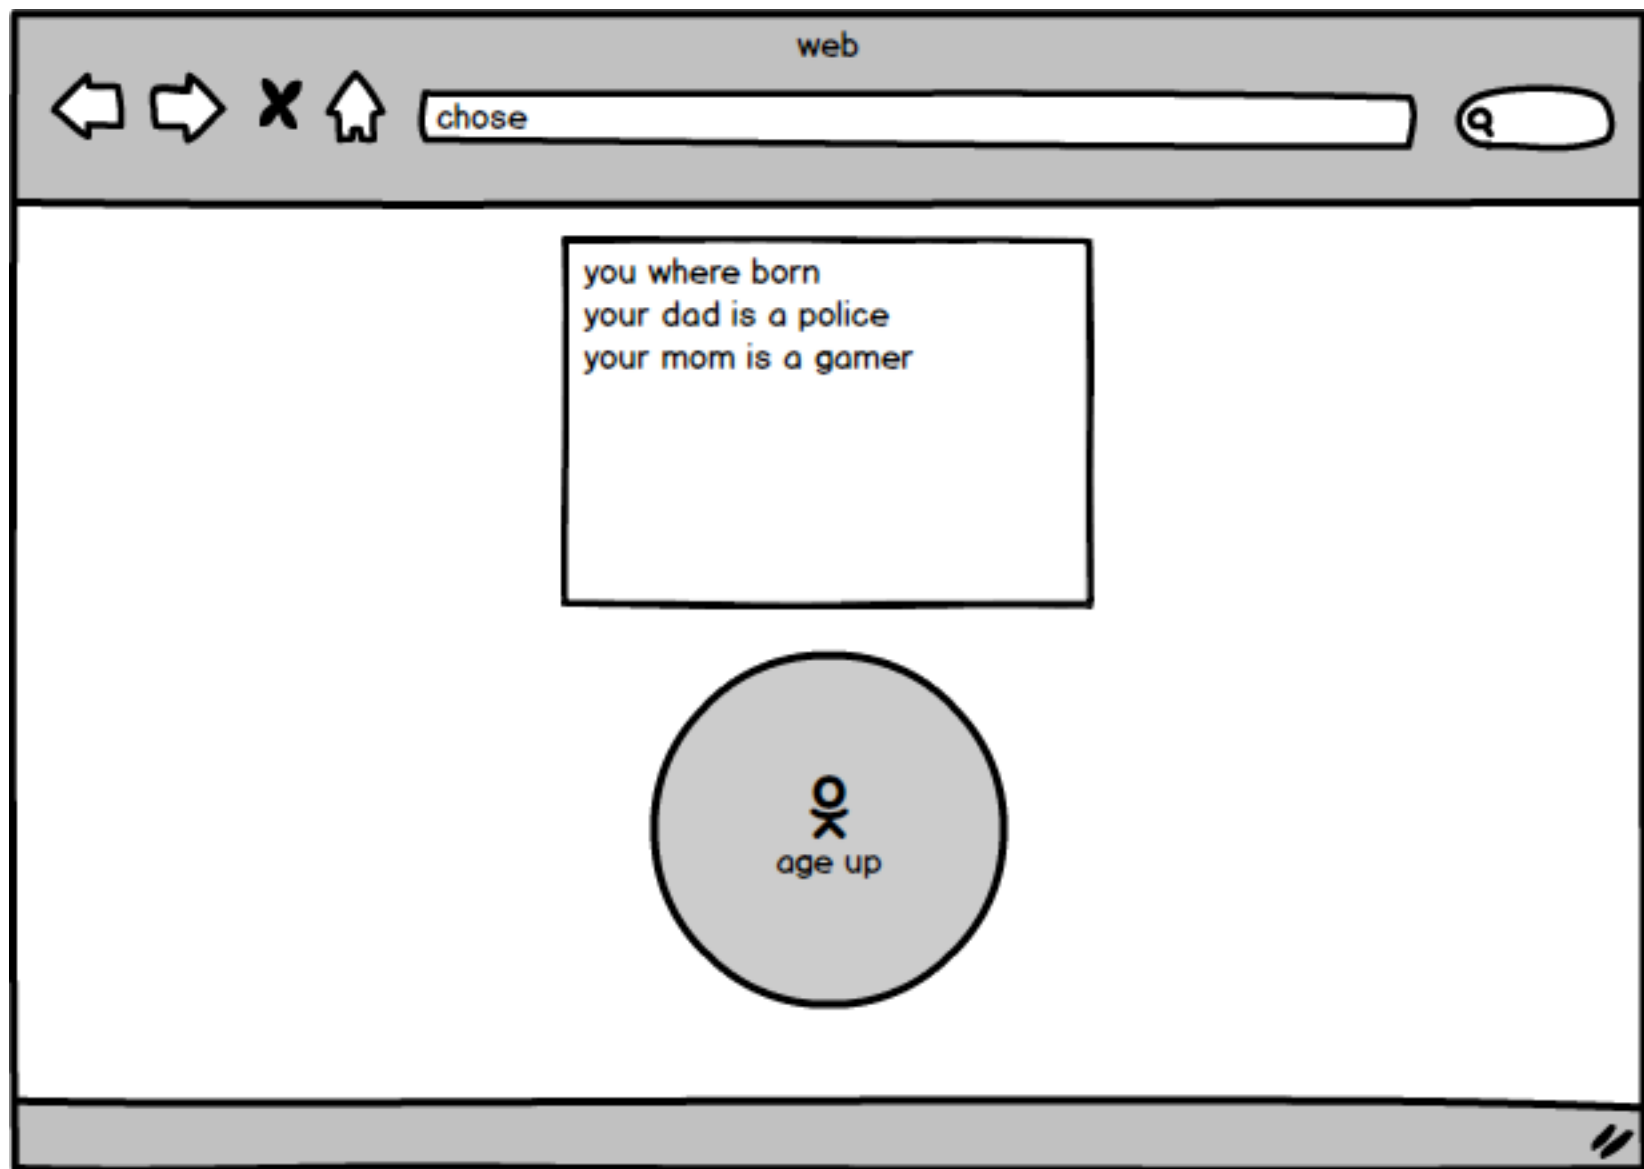 web
chose
you where born
your dad is a police
your mom is a gamer
age up